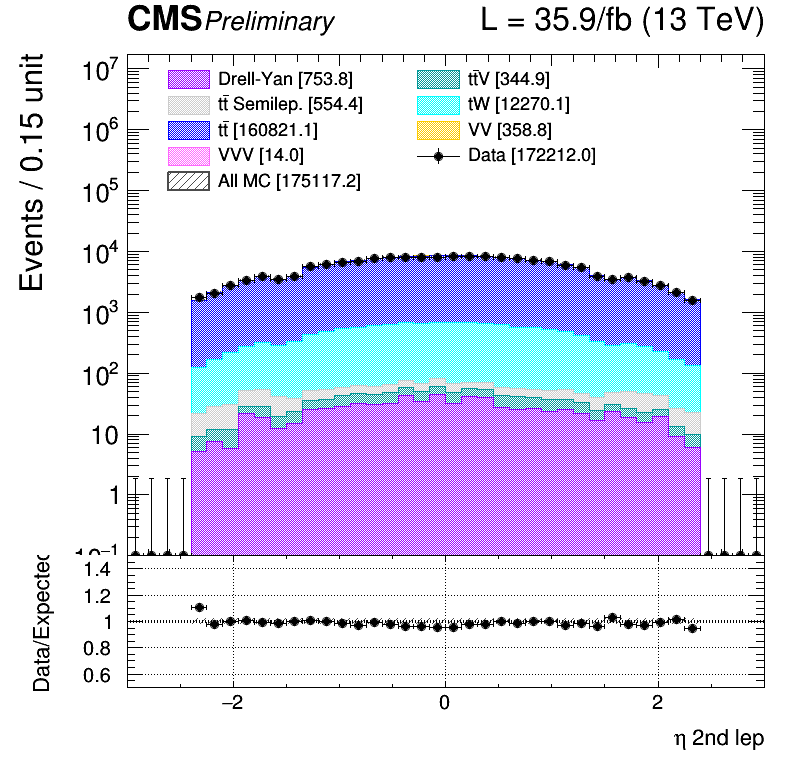 CMS Preliminary L = 35.9/fb (13 TeV)
Events / 0.15 unit
10⁷
10⁶
10⁵
10⁴
10³
10²
10
1
10⁻¹
Drell-Yan [753.8]
tt̄ Semilep. [554.4]
tt̄ [160821.1]
VVV [14.0]
All MC [175117.2]
tt̄V [344.9]
tW [12270.1]
VV [358.8]
Data [172212.0]
Data/Expected
1.4
1.2
1
0.8
0.6
−2 0 2
η 2nd lep